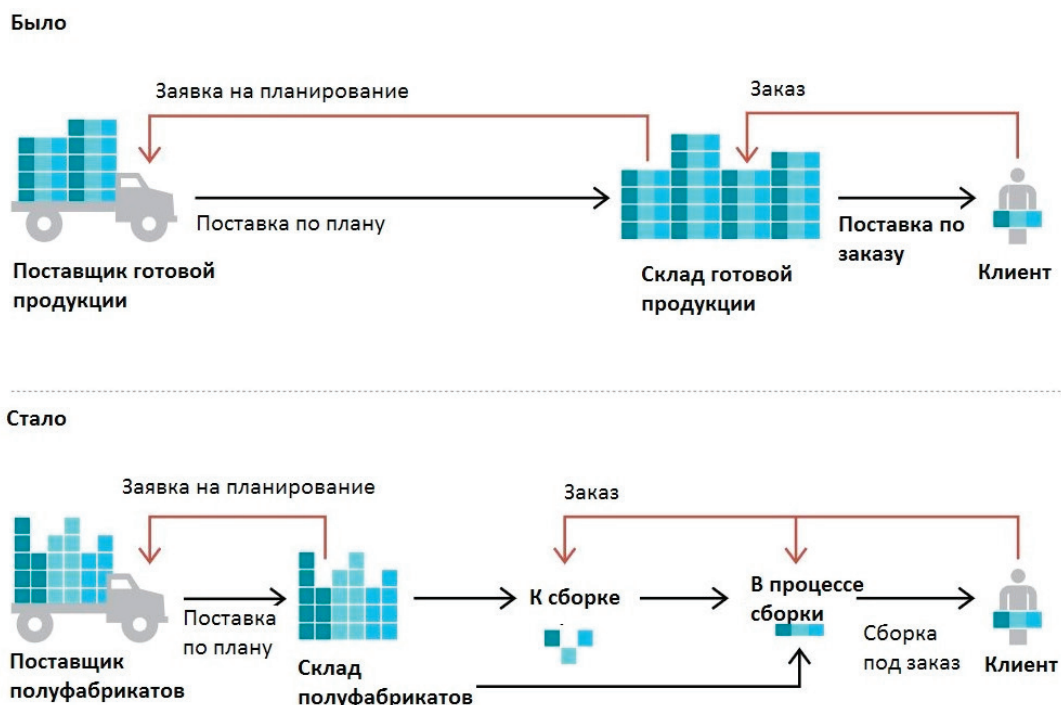 Было
Заявка на планирование
Заказ
Поставка по плану
Поставка по
заказу
Поставщик готовой
продукции
Склад готовой
продукции
Клиент
Стало
Заявка на планирование
Заказ
К сборке
В процессе
сборки
Поставка
по плану
Сборка
под заказ
Поставщик
полуфабрикатов
Склад
полуфабрикатов
Клиент